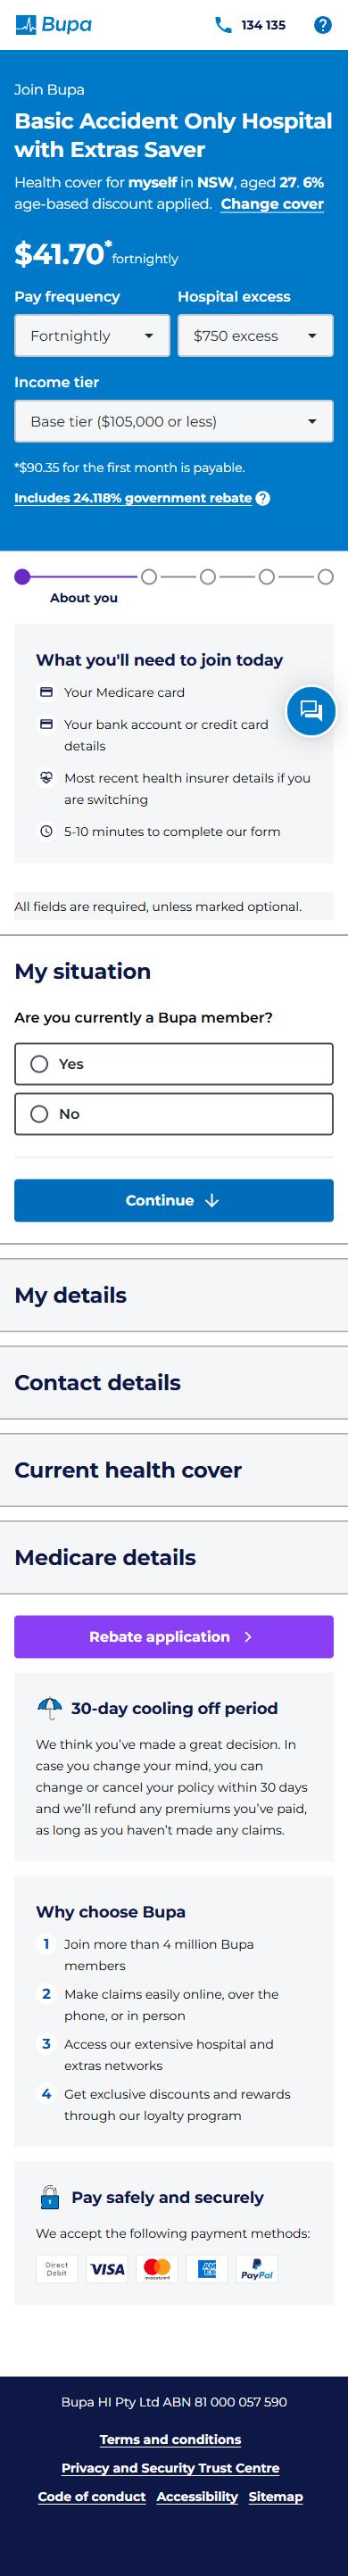 Bupa
134 135
Join Bupa
Basic Accident Only Hospital
with Extras Saver
Health cover for myself in NSW, aged 27. 6%
age-based discount applied. Change cover
$41.70* fortnightly
Pay frequency
Hospital excess
Fortnightly
$750 excess
Income tier
Base tier ($105,000 or less)
*$90.35 for the first month is payable.
Includes 24.118% government rebate
About you
What you'll need to join today
Your Medicare card
Your bank account or credit card
details
Most recent health insurer details if you
are switching
5-10 minutes to complete our form
All fields are required, unless marked optional.
My situation
Are you currently a Bupa member?
Yes
No
Continue
My details
Contact details
Current health cover
Medicare details
Rebate application
30-day cooling off period
We think you've made a great decision. In
case you change your mind, you can
change or cancel your policy within 30 days
and we'll refund any premiums you've paid,
as long as you haven't made any claims.
Why choose Bupa
1 Join more than 4 million Bupa
members
2 Make claims easily online, over the
phone, or in person
3 Access our extensive hospital and
extras networks
4 Get exclusive discounts and rewards
through our loyalty program
Pay safely and securely
We accept the following payment methods:
Direct
Debit
VISA
mastercard
AMEX
PayPal
Bupa HI Pty Ltd ABN 81 000 057 590
Terms and conditions
Privacy and Security Trust Centre
Code of conduct Accessibility Sitemap